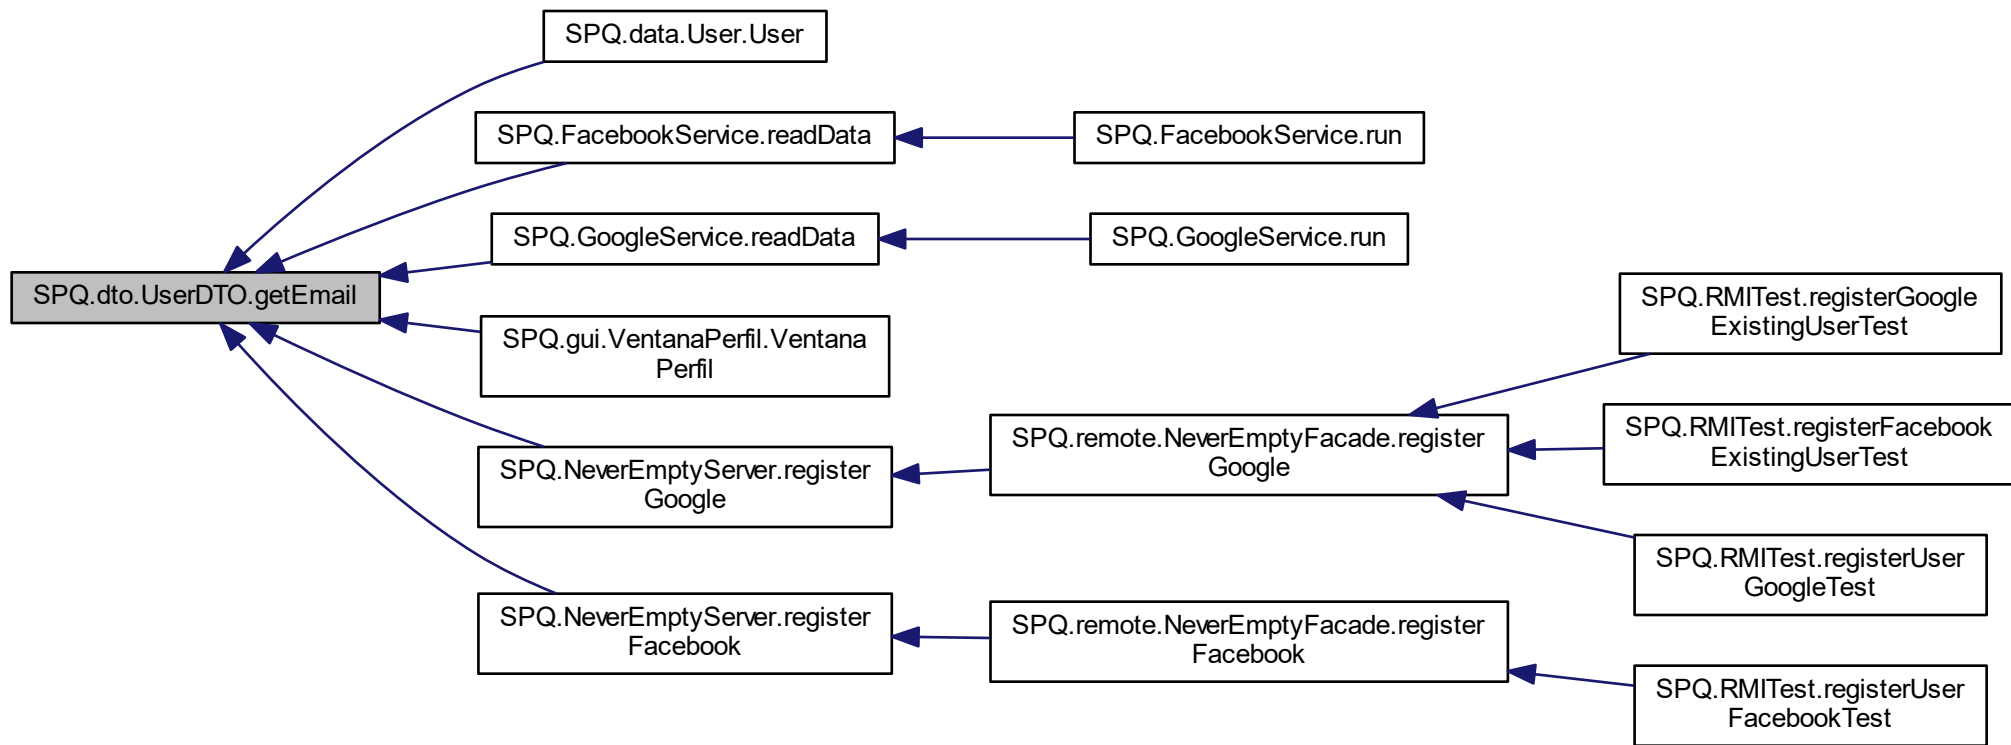 SPQ.data.User.User
SPQ.FacebookService.readData
SPQ.FacebookService.run
SPQ.GoogleService.readData
SPQ.GoogleService.run
SPQ.dto.UserDTO.getEmail
SPQ.gui.VentanaPerfil.Ventana
Perfil
SPQ.NeverEmptyServer.register
Google
SPQ.remote.NeverEmptyFacade.register
Google
SPQ.RMITest.registerGoogle
ExistingUserTest
SPQ.RMITest.registerFacebook
ExistingUserTest
SPQ.RMITest.registerUser
GoogleTest
SPQ.NeverEmptyServer.register
Facebook
SPQ.remote.NeverEmptyFacade.register
Facebook
SPQ.RMITest.registerUser
FacebookTest